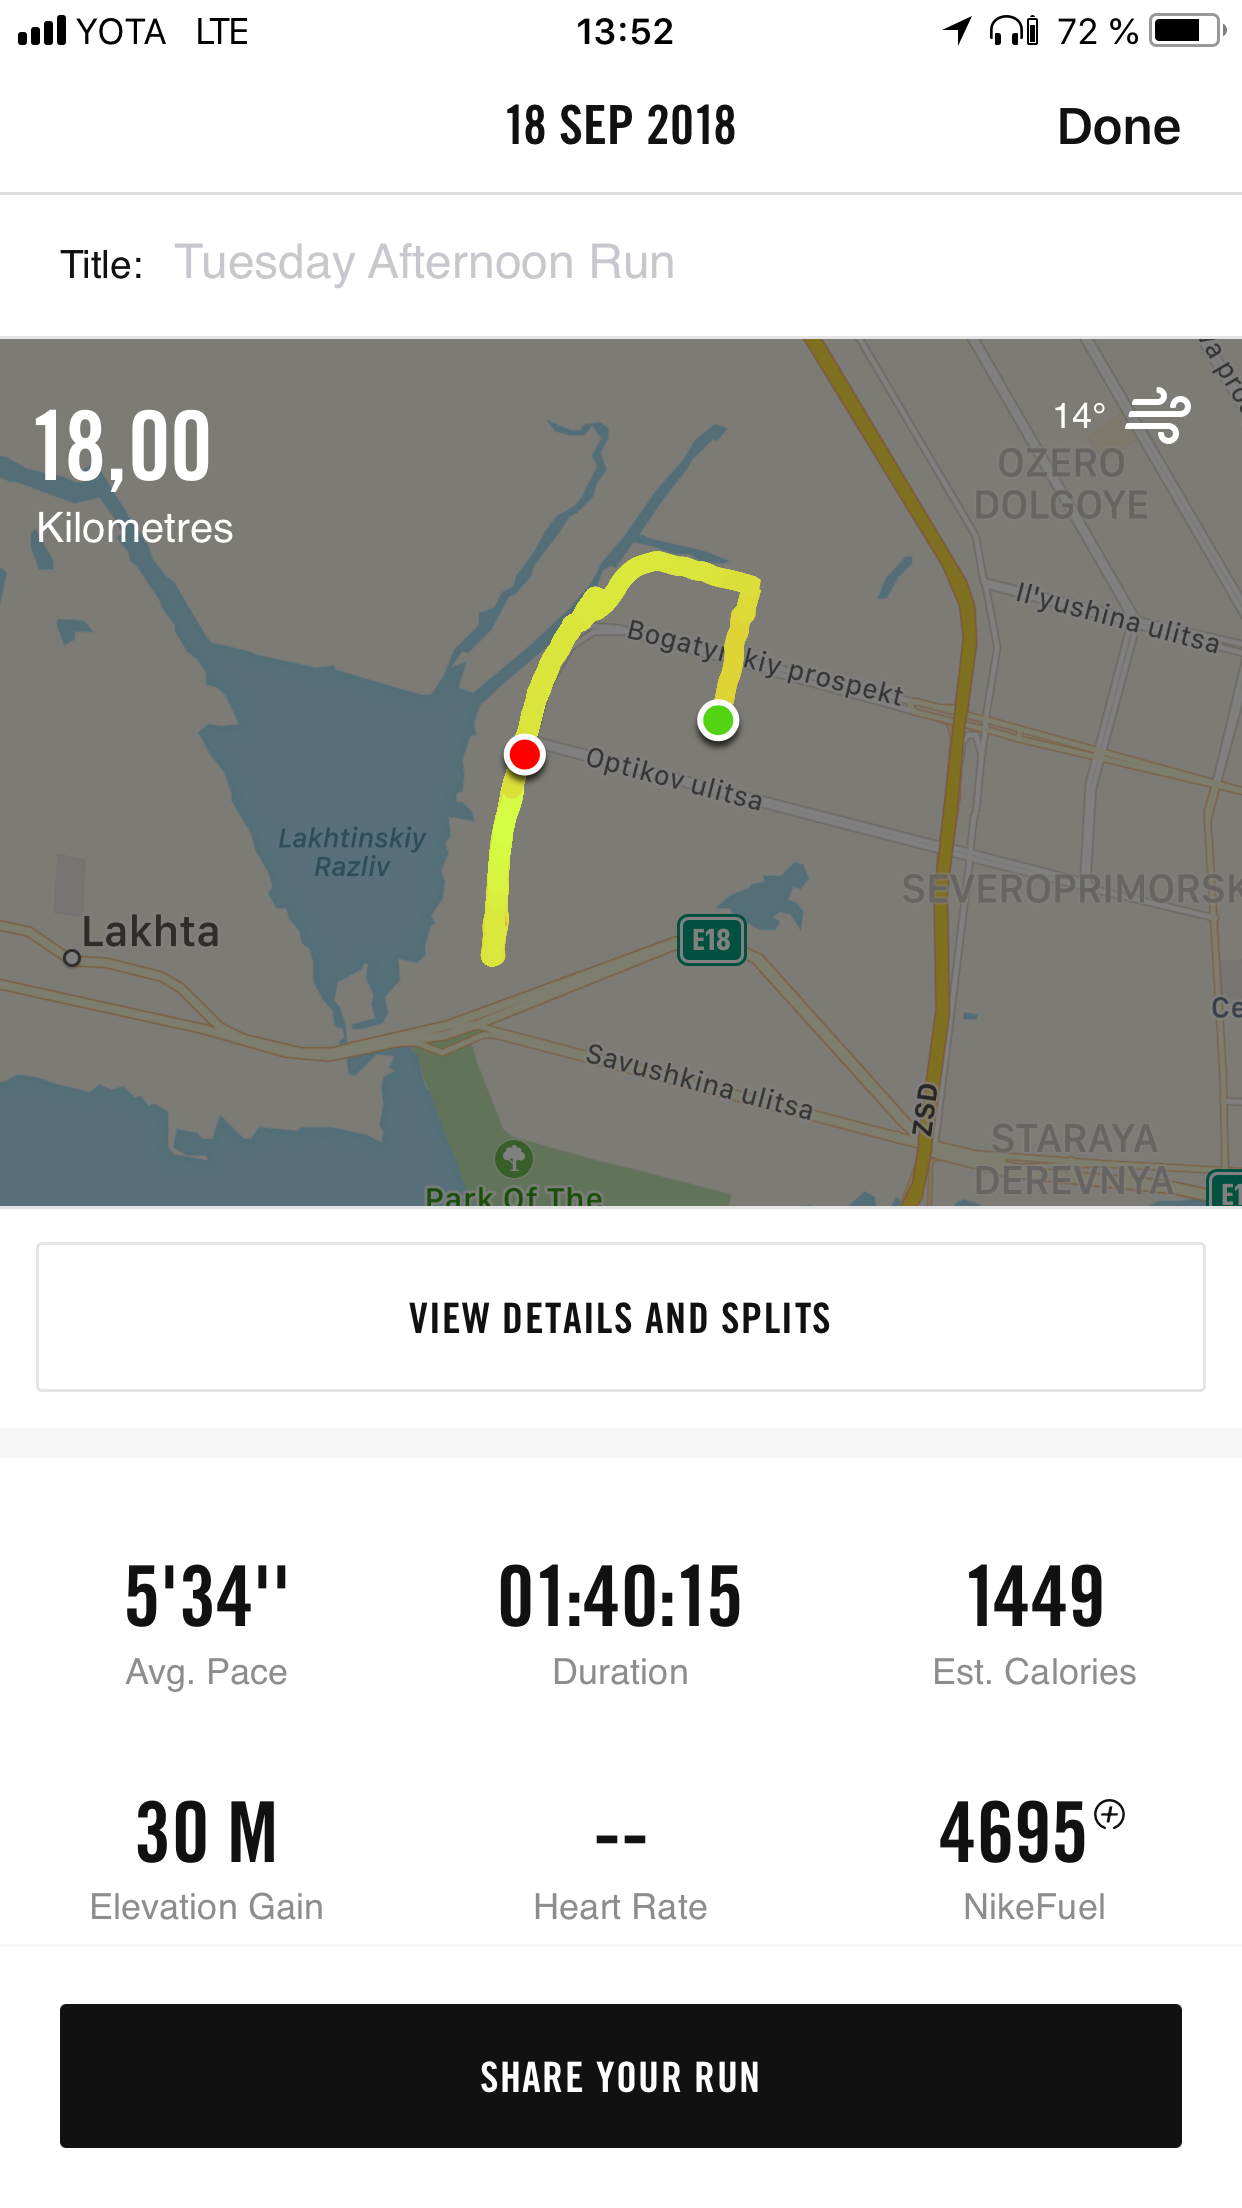 YOTA LTE 13:52 72 %
18 SEP 2018 Done
Title: Tuesday Afternoon Run
18,00
Kilometres
14°
OZERO
DOLGOYE
Il'yushina ulitsa
Bogatyrskiy prospekt
Optikov ulitsa
Lakhtinskiy
Razliv
SEVEROPRIMORSK
Lakhta
E18
Ce
Savushkina ulitsa
ZSD
STARAYA
DEREVNYA
E1
Park Of The
VIEW DETAILS AND SPLITS
5'34'' 01:40:15 1449
Avg. Pace Duration Est. Calories
30 M -- 4695
Elevation Gain Heart Rate NikeFuel
SHARE YOUR RUN